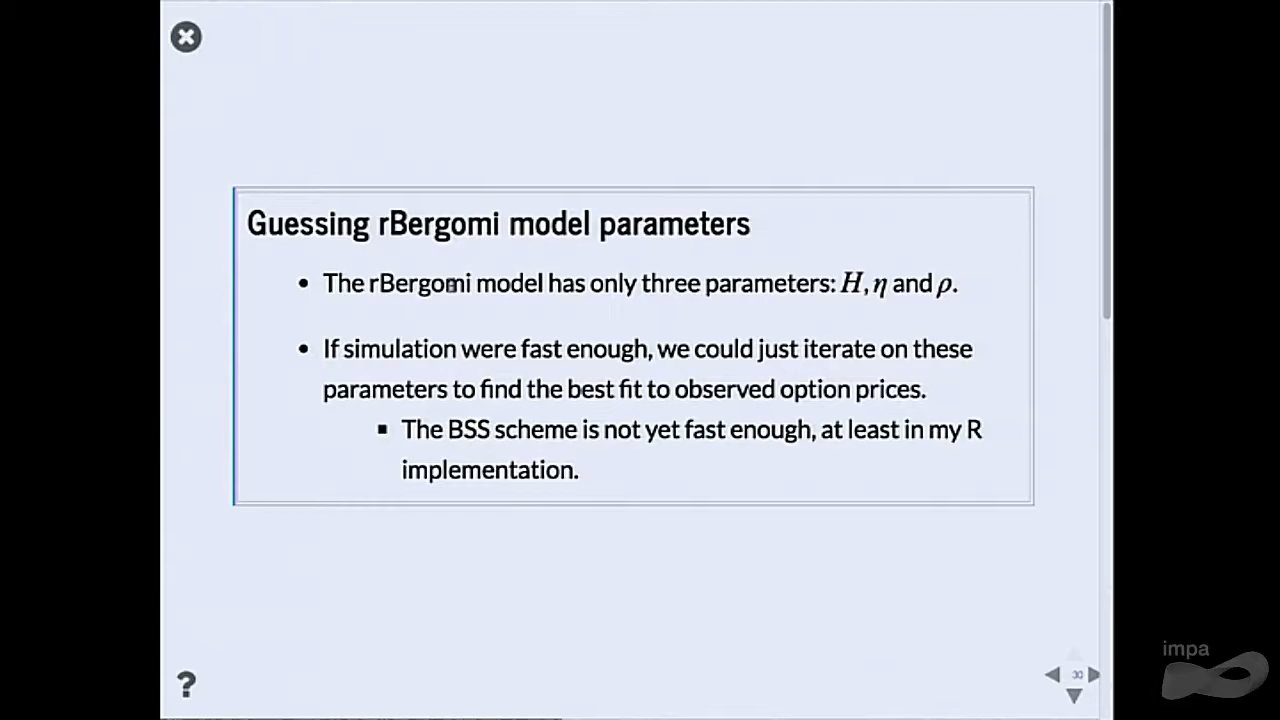 Guessing rBergomi model parameters
• The rBergomi model has only three parameters: H, η and ρ.
• If simulation were fast enough, we could just iterate on these
parameters to find the best fit to observed option prices.
▪ The BSS scheme is not yet fast enough, at least in my R
implementation.
?
30
impa